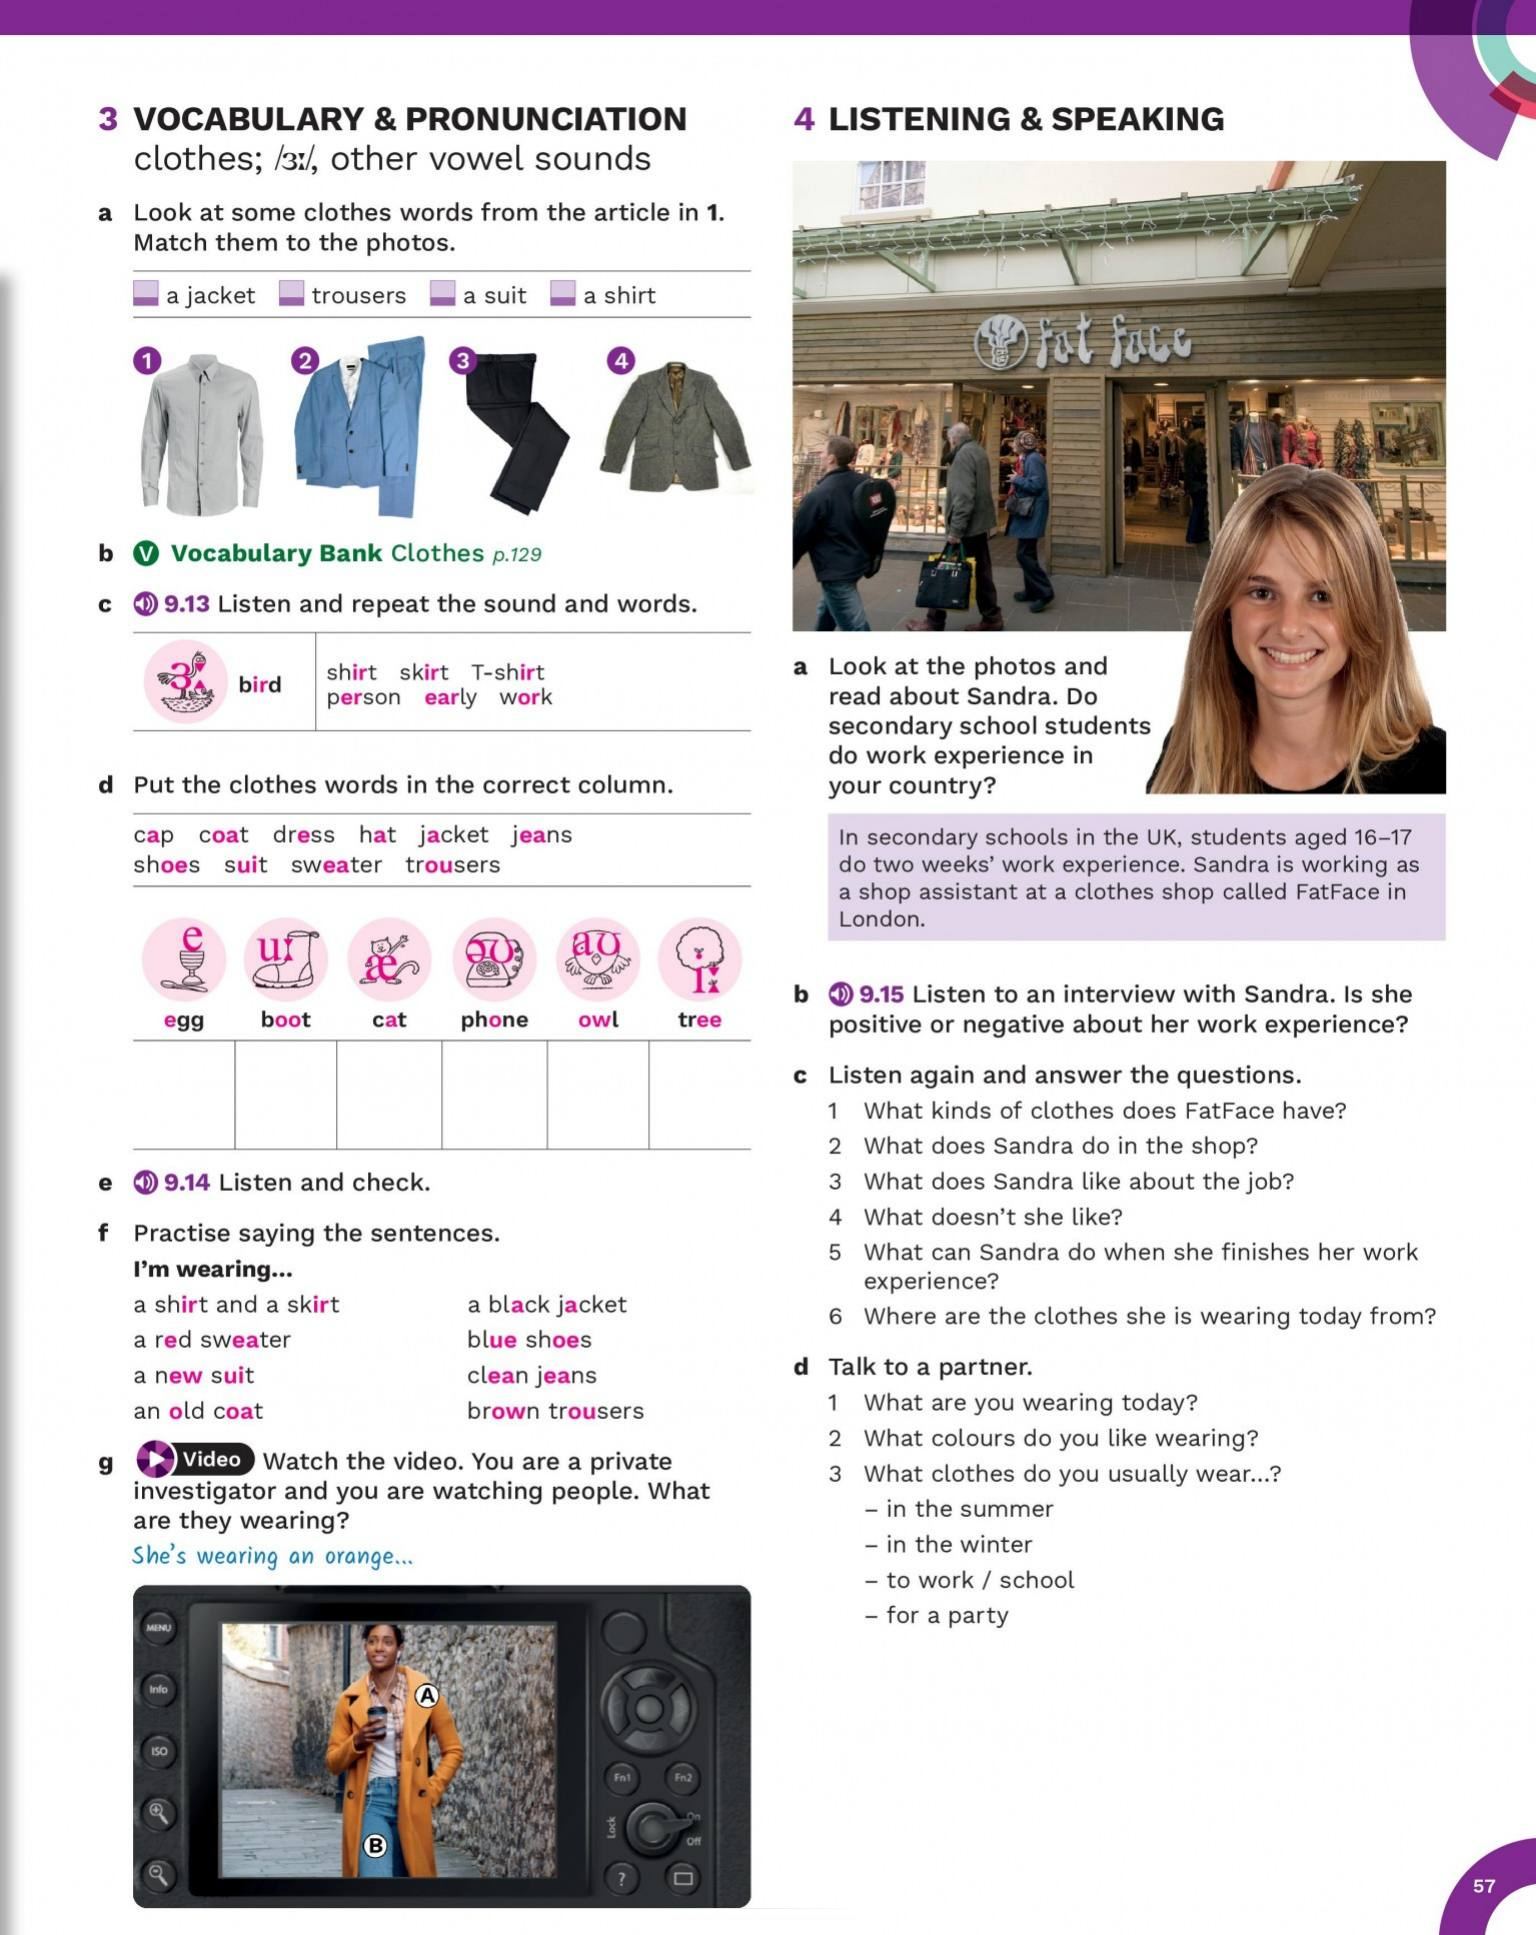 3 VOCABULARY & PRONUNCIATION
clothes; /ɜː/, other vowel sounds
a Look at some clothes words from the article in 1.
Match them to the photos.
a jacket trousers a suit a shirt
1 2 3 4
b V Vocabulary Bank Clothes p.129
c 9.13 Listen and repeat the sound and words.
ɜː bird
shirt skirt T-shirt
person early work
d Put the clothes words in the correct column.
cap coat dress hat jacket jeans
shoes suit sweater trousers
e uː æ əʊ aʊ iː
egg boot cat phone owl tree
e 9.14 Listen and check.
f Practise saying the sentences.
I'm wearing...
a shirt and a skirt
a red sweater
a new suit
an old coat
a black jacket
blue shoes
clean jeans
brown trousers
g Video Watch the video. You are a private
investigator and you are watching people. What
are they wearing?
She's wearing an orange...
MENU
Info
ISO
A
B
Fn1 Fn2
Lock
On
Off
?
4 LISTENING & SPEAKING
fat face
a Look at the photos and
read about Sandra. Do
secondary school students
do work experience in
your country?
In secondary schools in the UK, students aged 16–17
do two weeks' work experience. Sandra is working as
a shop assistant at a clothes shop called FatFace in
London.
b 9.15 Listen to an interview with Sandra. Is she
positive or negative about her work experience?
c Listen again and answer the questions.
1 What kinds of clothes does FatFace have?
2 What does Sandra do in the shop?
3 What does Sandra like about the job?
4 What doesn't she like?
5 What can Sandra do when she finishes her work
experience?
6 Where are the clothes she is wearing today from?
d Talk to a partner.
1 What are you wearing today?
2 What colours do you like wearing?
3 What clothes do you usually wear...?
– in the summer
– in the winter
– to work / school
– for a party
57